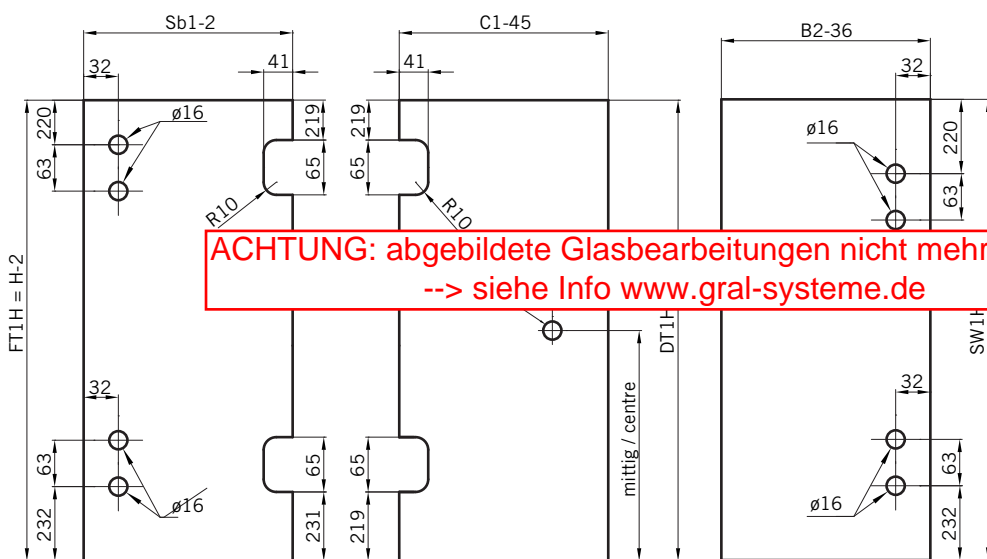 Sb1-2
C1-45
B2-36
32
41
41
32
220
ø16
219
219
ø16
220
63
65
65
63
R10
R10
ACHTUNG: abgebildete Glasbearbeitungen nicht mehr
--> siehe Info www.gral-systeme.de
FT1H = H-2
DT1H
SW1H
mittig / centre
32
32
63
65
65
63
232
ø16
231
219
ø16
232